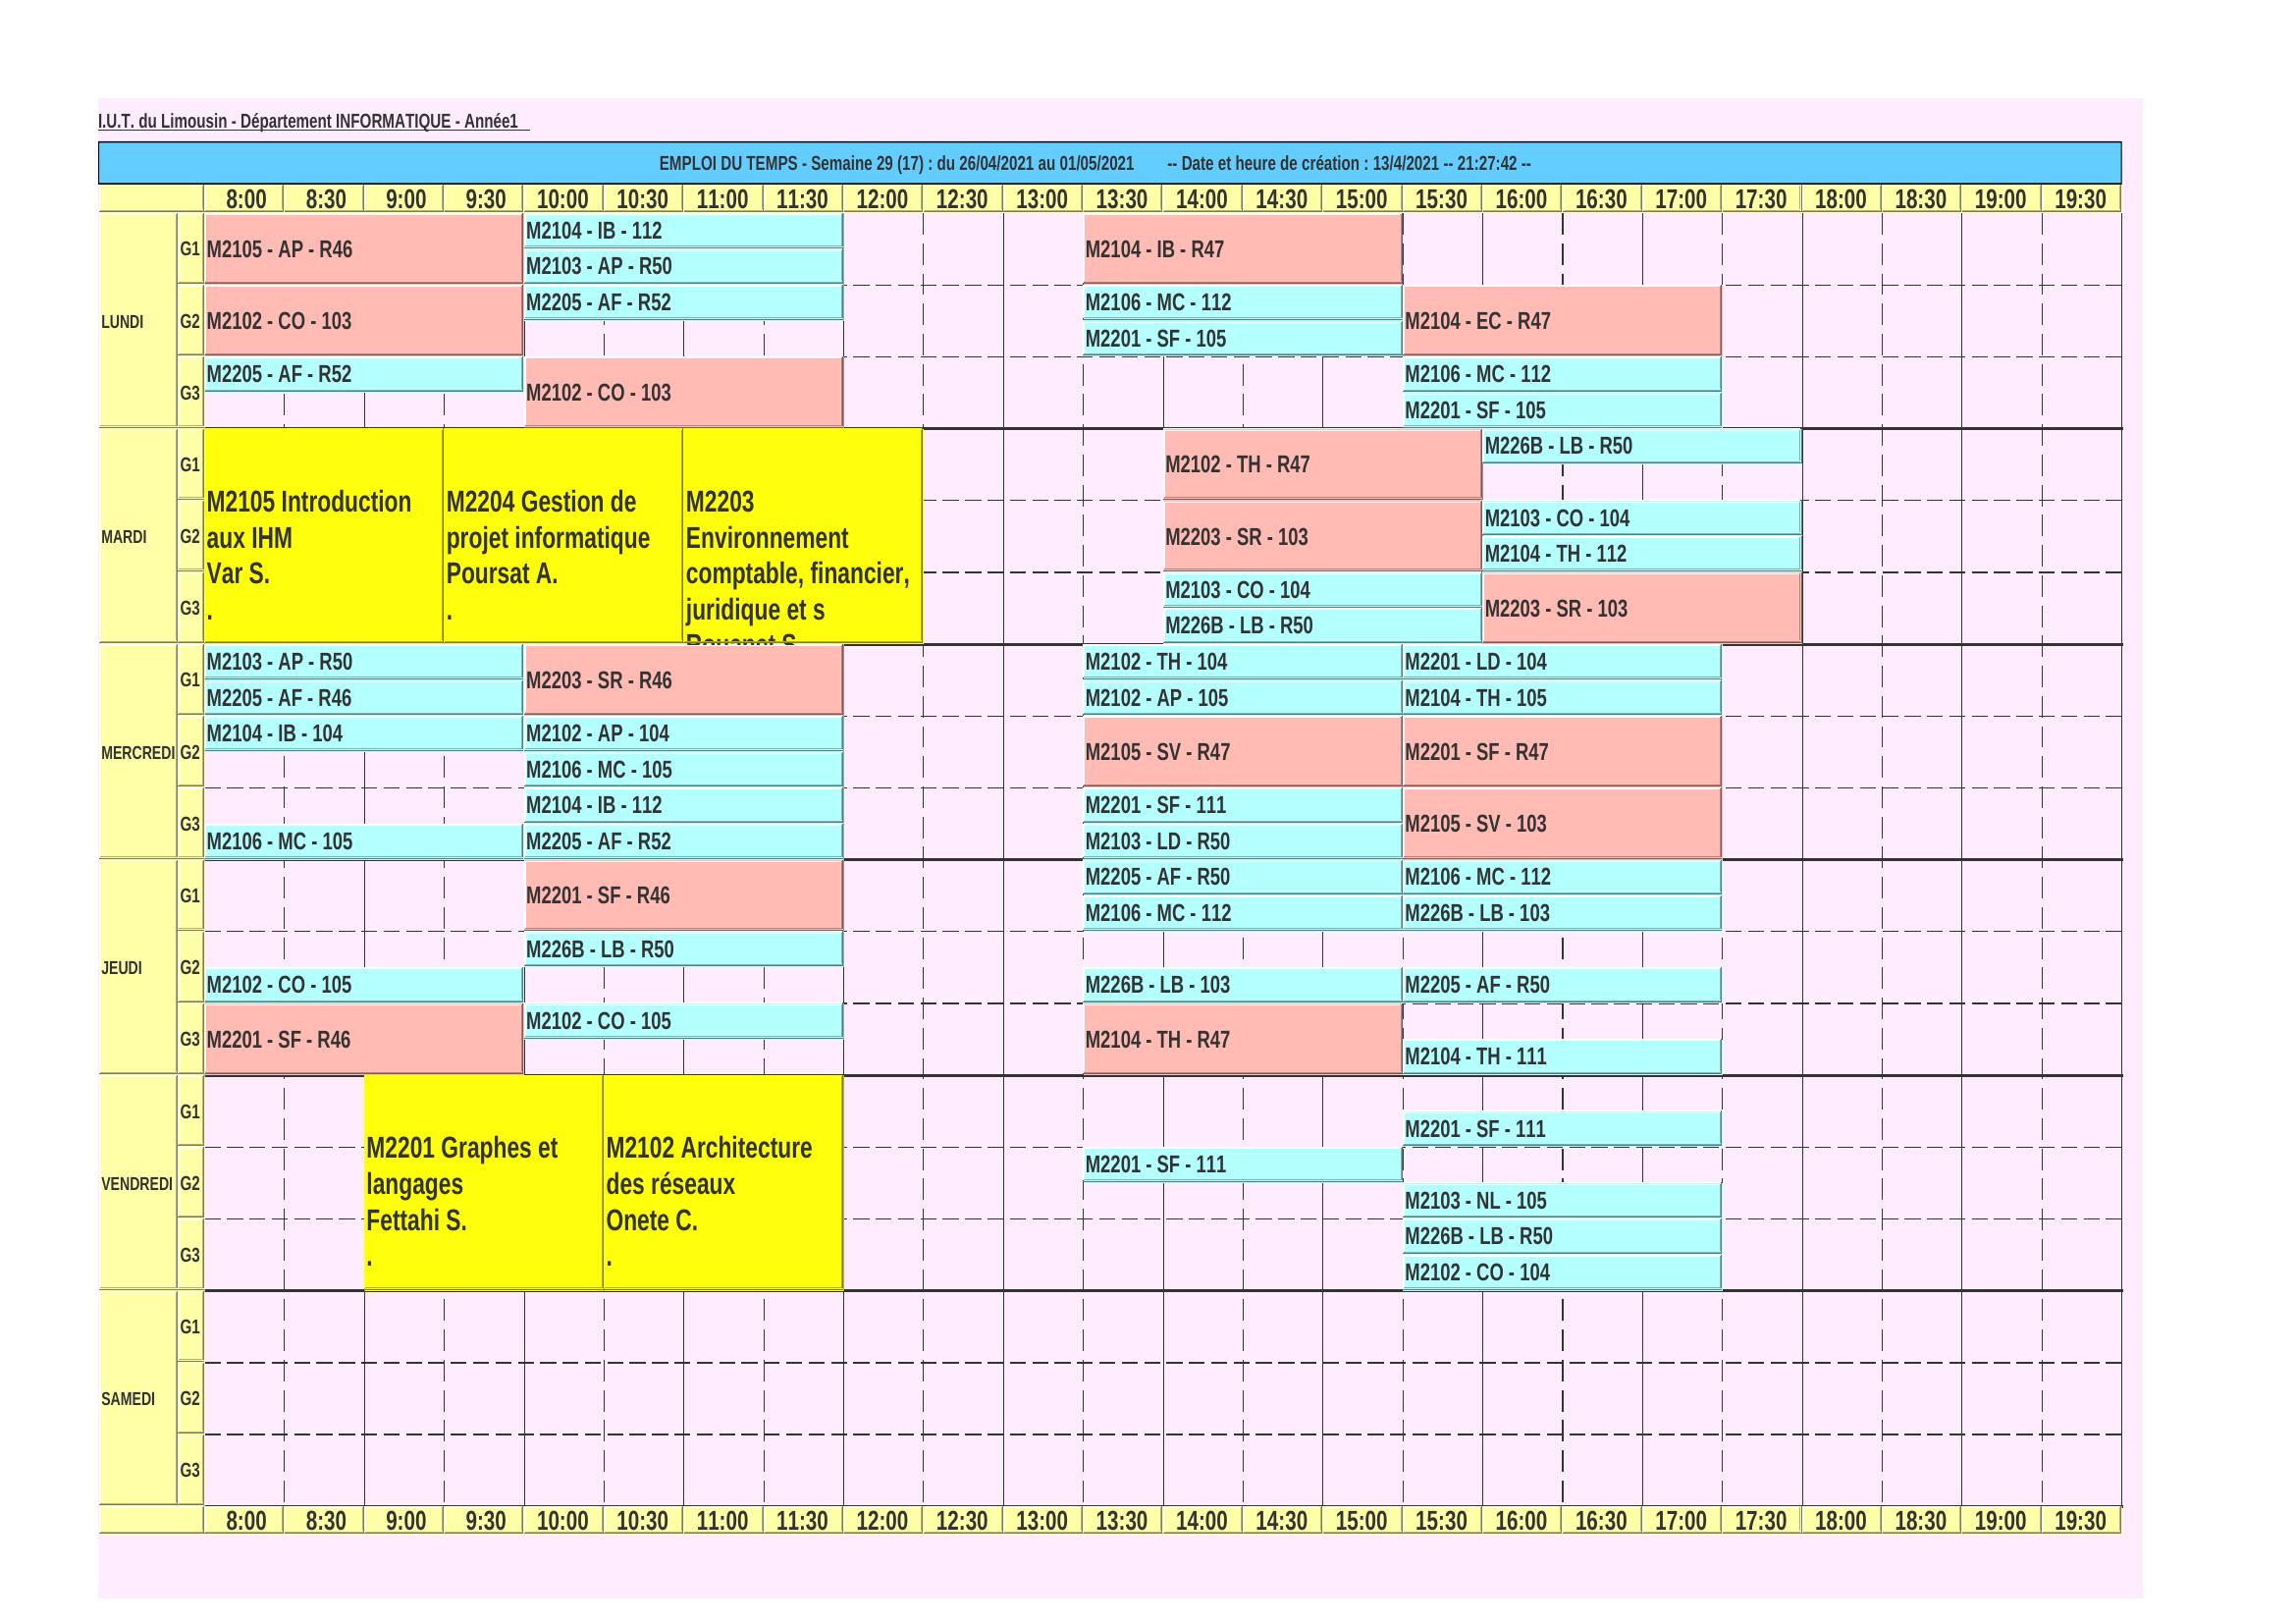 I.U.T. du Limousin - Département INFORMATIQUE - Année1
EMPLOI DU TEMPS - Semaine 29 (17) : du 26/04/2021 au 01/05/2021 -- Date et heure de création : 13/4/2021 -- 21:27:42 --
8:00 8:30 9:00 9:30 10:00 10:30 11:00 11:30 12:00 12:30 13:00 13:30 14:00 14:30 15:00 15:30 16:00 16:30 17:00 17:30 18:00 18:30 19:00 19:30
LUNDI
G1
M2105 - AP - R46
M2104 - IB - 112
M2103 - AP - R50
M2104 - IB - R47
G2
M2102 - CO - 103
M2205 - AF - R52
M2106 - MC - 112
M2201 - SF - 105
M2104 - EC - R47
G3
M2205 - AF - R52
M2102 - CO - 103
M2106 - MC - 112
M2201 - SF - 105
MARDI
M2105 Introduction
aux IHM
Var S.
.
M2204 Gestion de
projet informatique
Poursat A.
.
M2203
Environnement
comptable, financier,
juridique et s
G1
M2102 - TH - R47
M226B - LB - R50
G2
M2203 - SR - 103
M2103 - CO - 104
M2104 - TH - 112
G3
M2103 - CO - 104
M226B - LB - R50
M2203 - SR - 103
MERCREDI
G1
M2103 - AP - R50
M2205 - AF - R46
M2203 - SR - R46
M2102 - TH - 104
M2102 - AP - 105
M2201 - LD - 104
M2104 - TH - 105
G2
M2104 - IB - 104
M2102 - AP - 104
M2106 - MC - 105
M2105 - SV - R47
M2201 - SF - R47
G3
M2106 - MC - 105
M2104 - IB - 112
M2205 - AF - R52
M2201 - SF - 111
M2103 - LD - R50
M2105 - SV - 103
JEUDI
G1
M2201 - SF - R46
M2205 - AF - R50
M2106 - MC - 112
M2106 - MC - 112
M226B - LB - 103
G2
M2102 - CO - 105
M226B - LB - R50
M226B - LB - 103
M2205 - AF - R50
G3
M2201 - SF - R46
M2102 - CO - 105
M2104 - TH - R47
M2104 - TH - 111
VENDREDI
M2201 Graphes et
langages
Fettahi S.
.
M2102 Architecture
des réseaux
Onete C.
.
G1
M2201 - SF - 111
G2
M2201 - SF - 111
M2103 - NL - 105
G3
M226B - LB - R50
M2102 - CO - 104
SAMEDI
G1
G2
G3
8:00 8:30 9:00 9:30 10:00 10:30 11:00 11:30 12:00 12:30 13:00 13:30 14:00 14:30 15:00 15:30 16:00 16:30 17:00 17:30 18:00 18:30 19:00 19:30